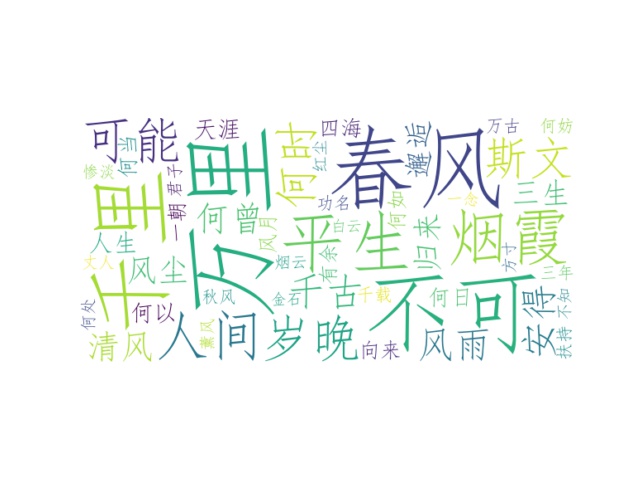 可能
天涯
四海
春风
邂逅
万古
何妨
斯文
何当
惨淡
红尘
何时
君子
一朝
千里
万里
功名
何如
一念
三生
何曾
风月
平生
白云
归来
烟霞
人生
丈人
风尘
烟云
有余
方寸
三年
千古
千载
不可
何日
安得
不知
何处
何以
秋风
金石
清风
人间
薰风
岁晚
向来
风雨
扶持